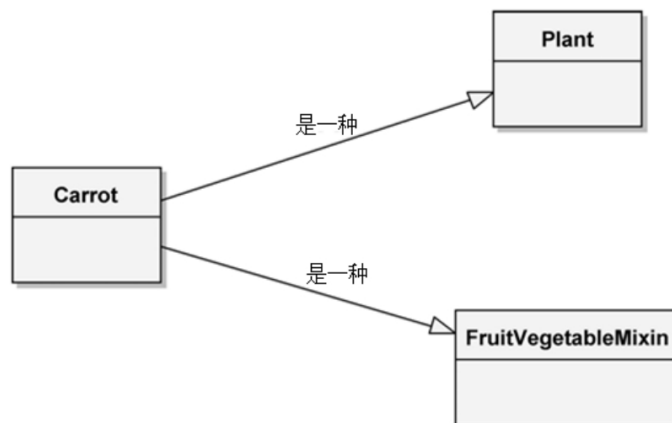 Plant
是一种
Carrot
是一种
FruitVegetableMixin